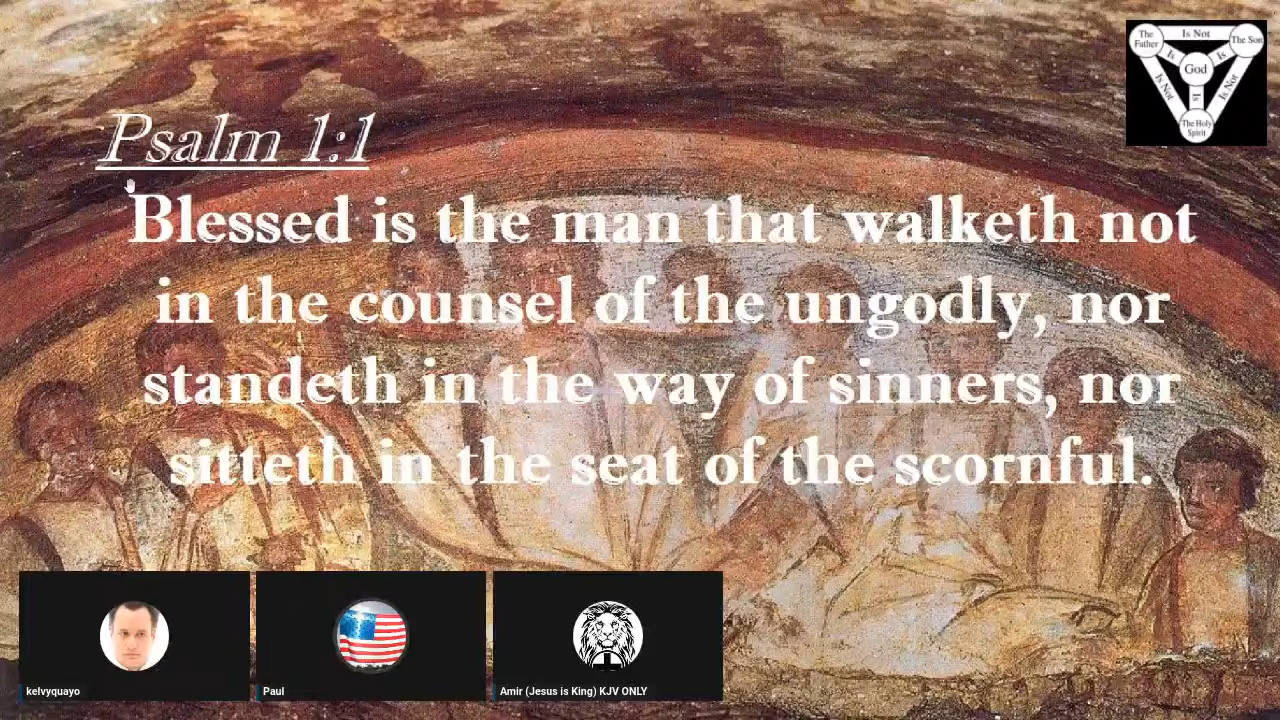 Psalm 1:1
Blessed is the man that walketh not
in the counsel of the ungodly, nor
standeth in the way of sinners, nor
sitteth in the seat of the scornful.
The Father
Is Not
The Son
Is
Is
God
Is Not
Is
Is Not
The Holy
Spirit
kelvyquayo
Paul
Amir (Jesus is King) KJV ONLY